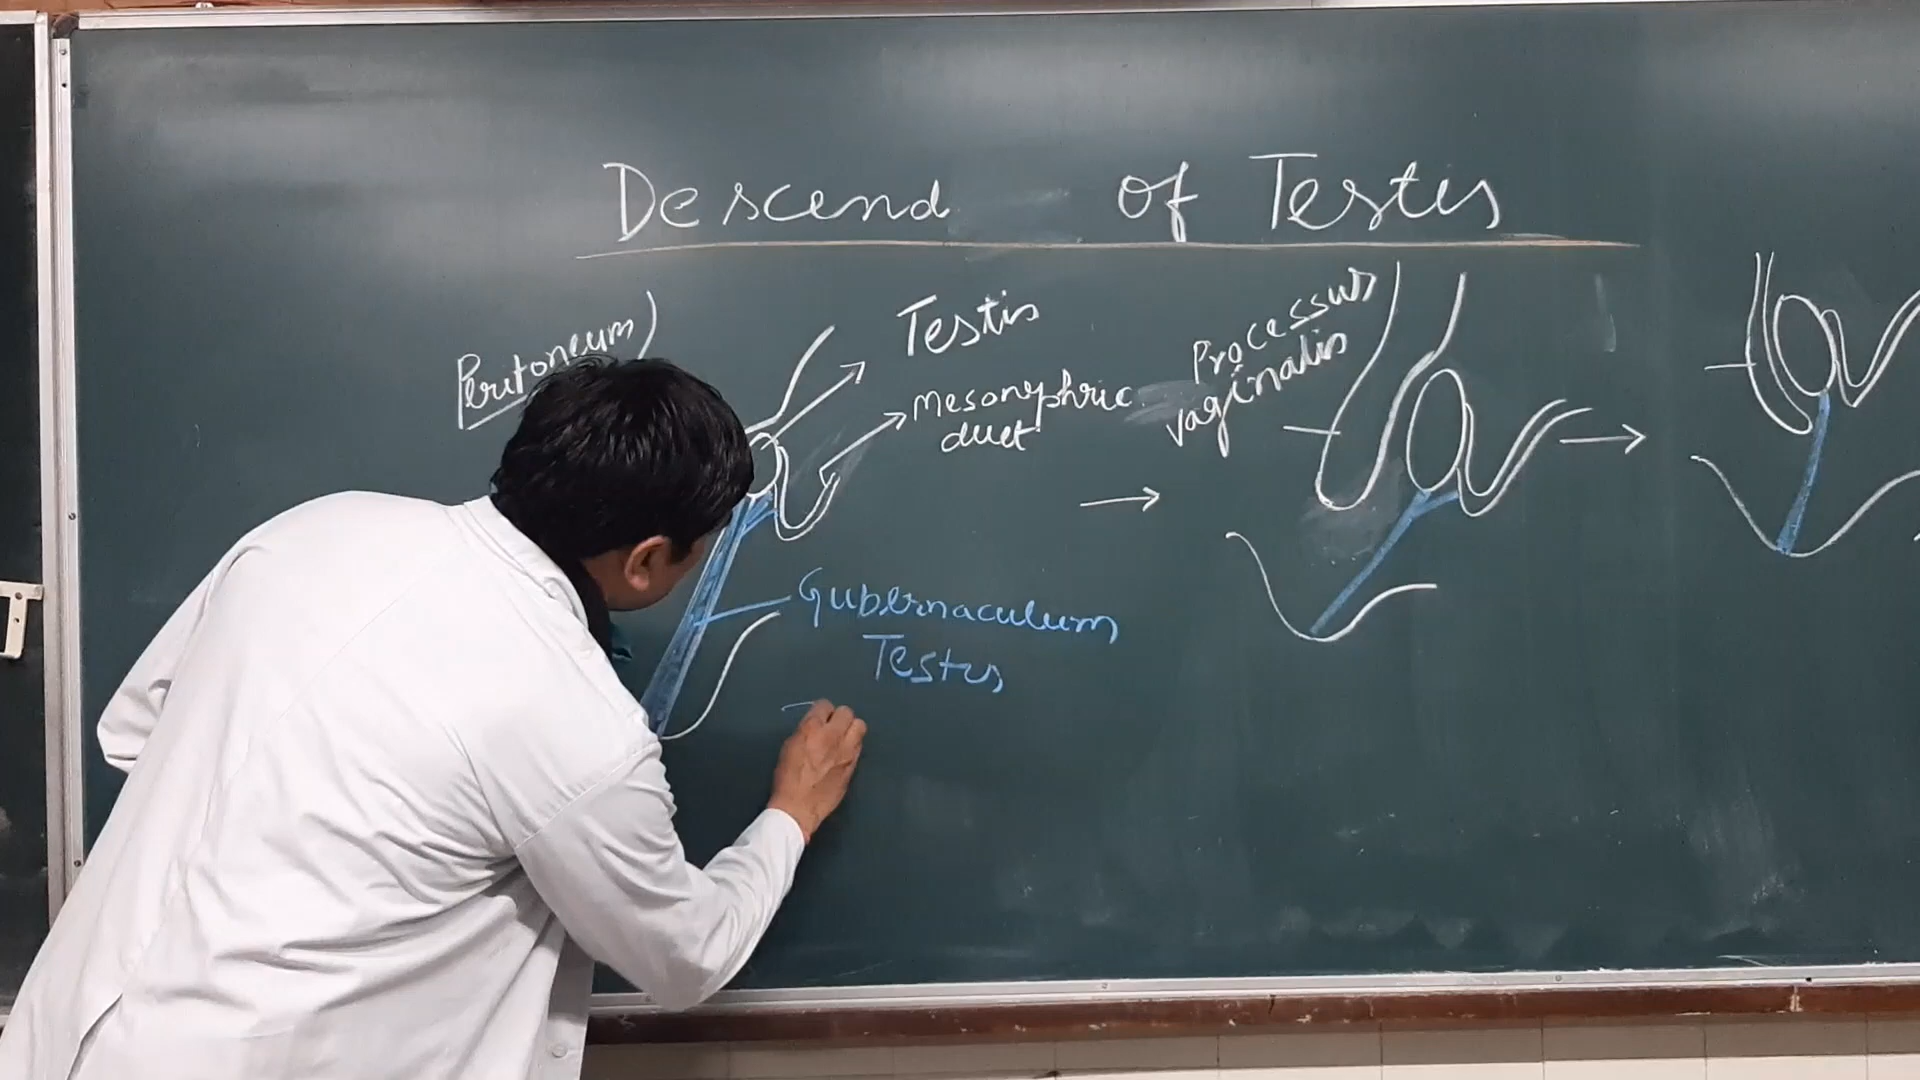 Descend of Testis
Peritoneum
Testis
Mesonephric
duct
Processus
vaginalis
Gubernaculum
Testis